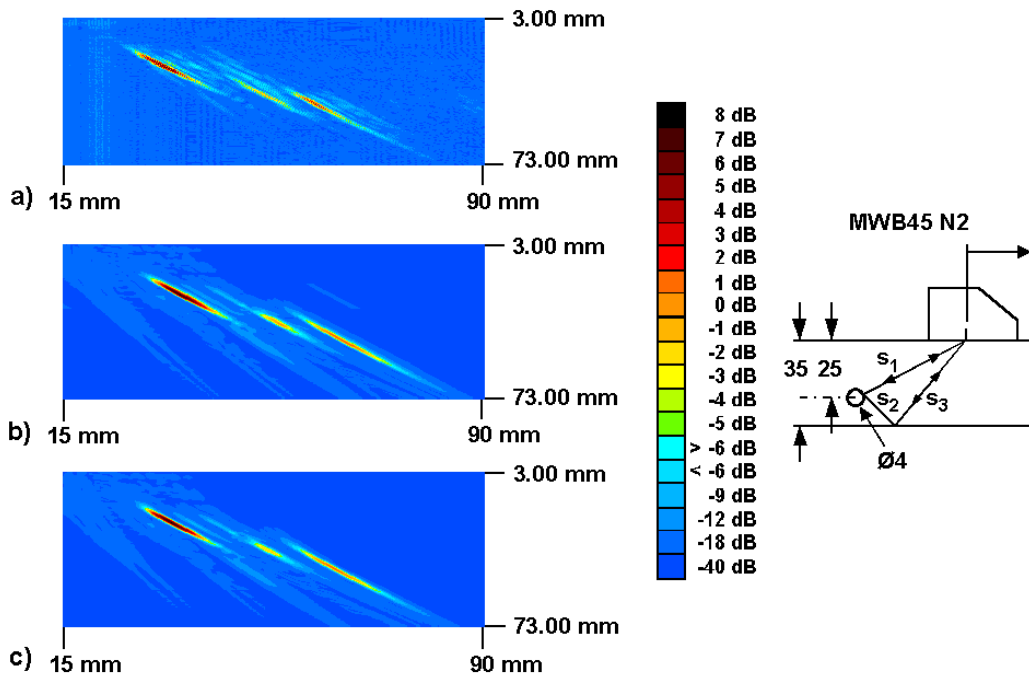 3.00 mm
73.00 mm
a) 15 mm 90 mm
3.00 mm
73.00 mm
b) 15 mm 90 mm
3.00 mm
73.00 mm
c) 15 mm 90 mm
8 dB
7 dB
6 dB
5 dB
4 dB
3 dB
2 dB
1 dB
0 dB
-1 dB
-2 dB
-3 dB
-4 dB
-5 dB
> -6 dB
< -6 dB
-9 dB
-12 dB
-18 dB
-40 dB
MWB45 N2
35 25
s1
s2 s3
Ø4